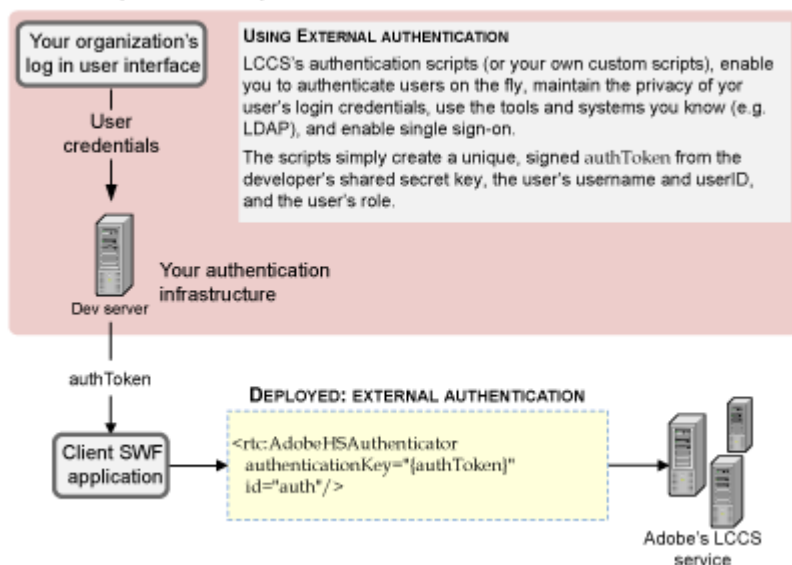 Your organization's
log in user interface
USING EXTERNAL AUTHENTICATION
LCCS's authentication scripts (or your own custom scripts), enable
you to authenticate users on the fly, maintain the privacy of yor
user's login credentials, use the tools and systems you know (e.g.
LDAP), and enable single sign-on.
The scripts simply create a unique, signed authToken from the
developer's shared secret key, the user's username and userID,
and the user's role.
User
credentials
Your authentication
infrastructure
Dev server
authToken
DEPLOYED: EXTERNAL AUTHENTICATION
Client SWF
application
<rtc:AdobeHSAuthenticator
authenticationKey="{authToken}"
id="auth"/>
Adobe's LCCS
service